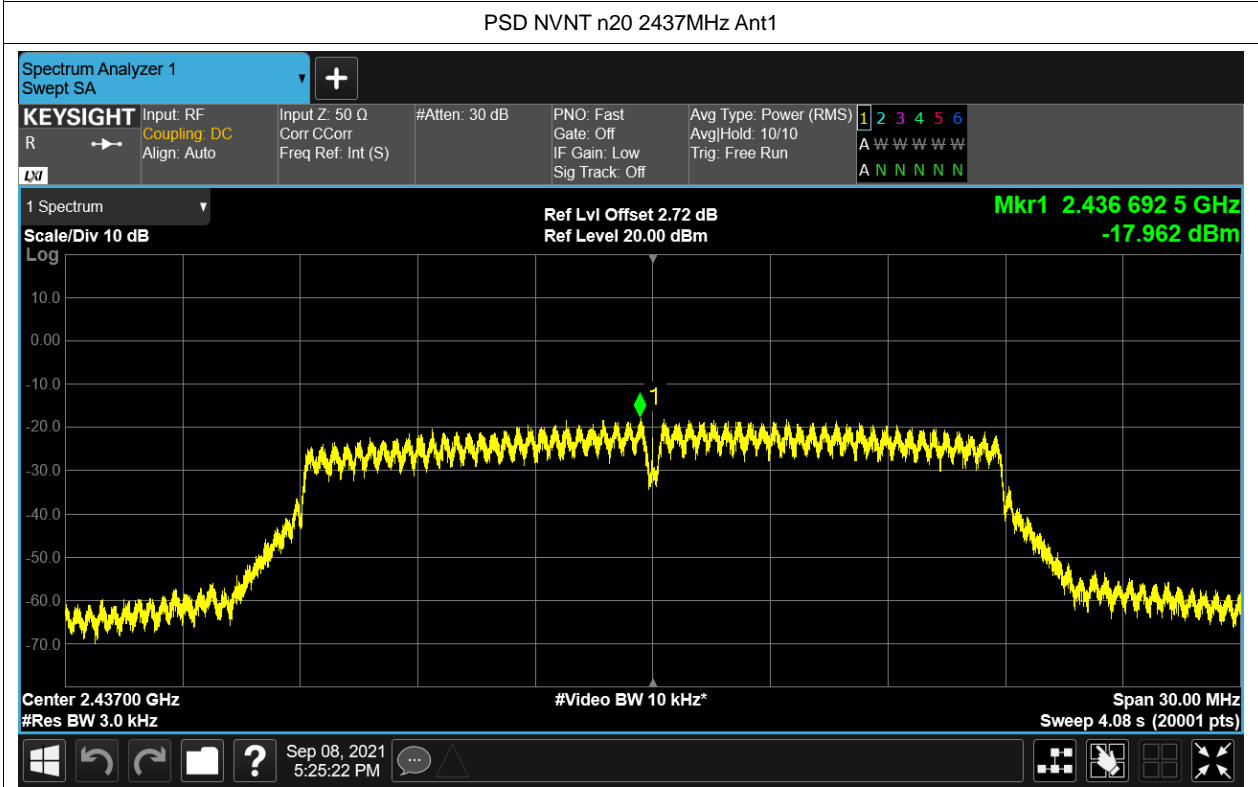 PSD NVNT n20 2437MHz Ant1
Spectrum Analyzer 1
Swept SA
+
KEYSIGHT
R
LXI
Input: RF
Coupling: DC
Align: Auto
Input Z: 50 Ω
Corr CCorr
Freq Ref: Int (S)
#Atten: 30 dB
PNO: Fast
Gate: Off
IF Gain: Low
Sig Track: Off
Avg Type: Power (RMS)
Avg|Hold: 10/10
Trig: Free Run
1 2 3 4 5 6
A W W W W W
A N N N N N
1 Spectrum
Scale/Div 10 dB
Log
Ref Lvl Offset 2.72 dB
Ref Level 20.00 dBm
Mkr1 2.436 692 5 GHz
-17.962 dBm
10.0
0.00
-10.0
-20.0
-30.0
-40.0
-50.0
-60.0
-70.0
1
Center 2.43700 GHz
#Res BW 3.0 kHz
#Video BW 10 kHz*
Span 30.00 MHz
Sweep 4.08 s (20001 pts)
?
Sep 08, 2021
5:25:22 PM